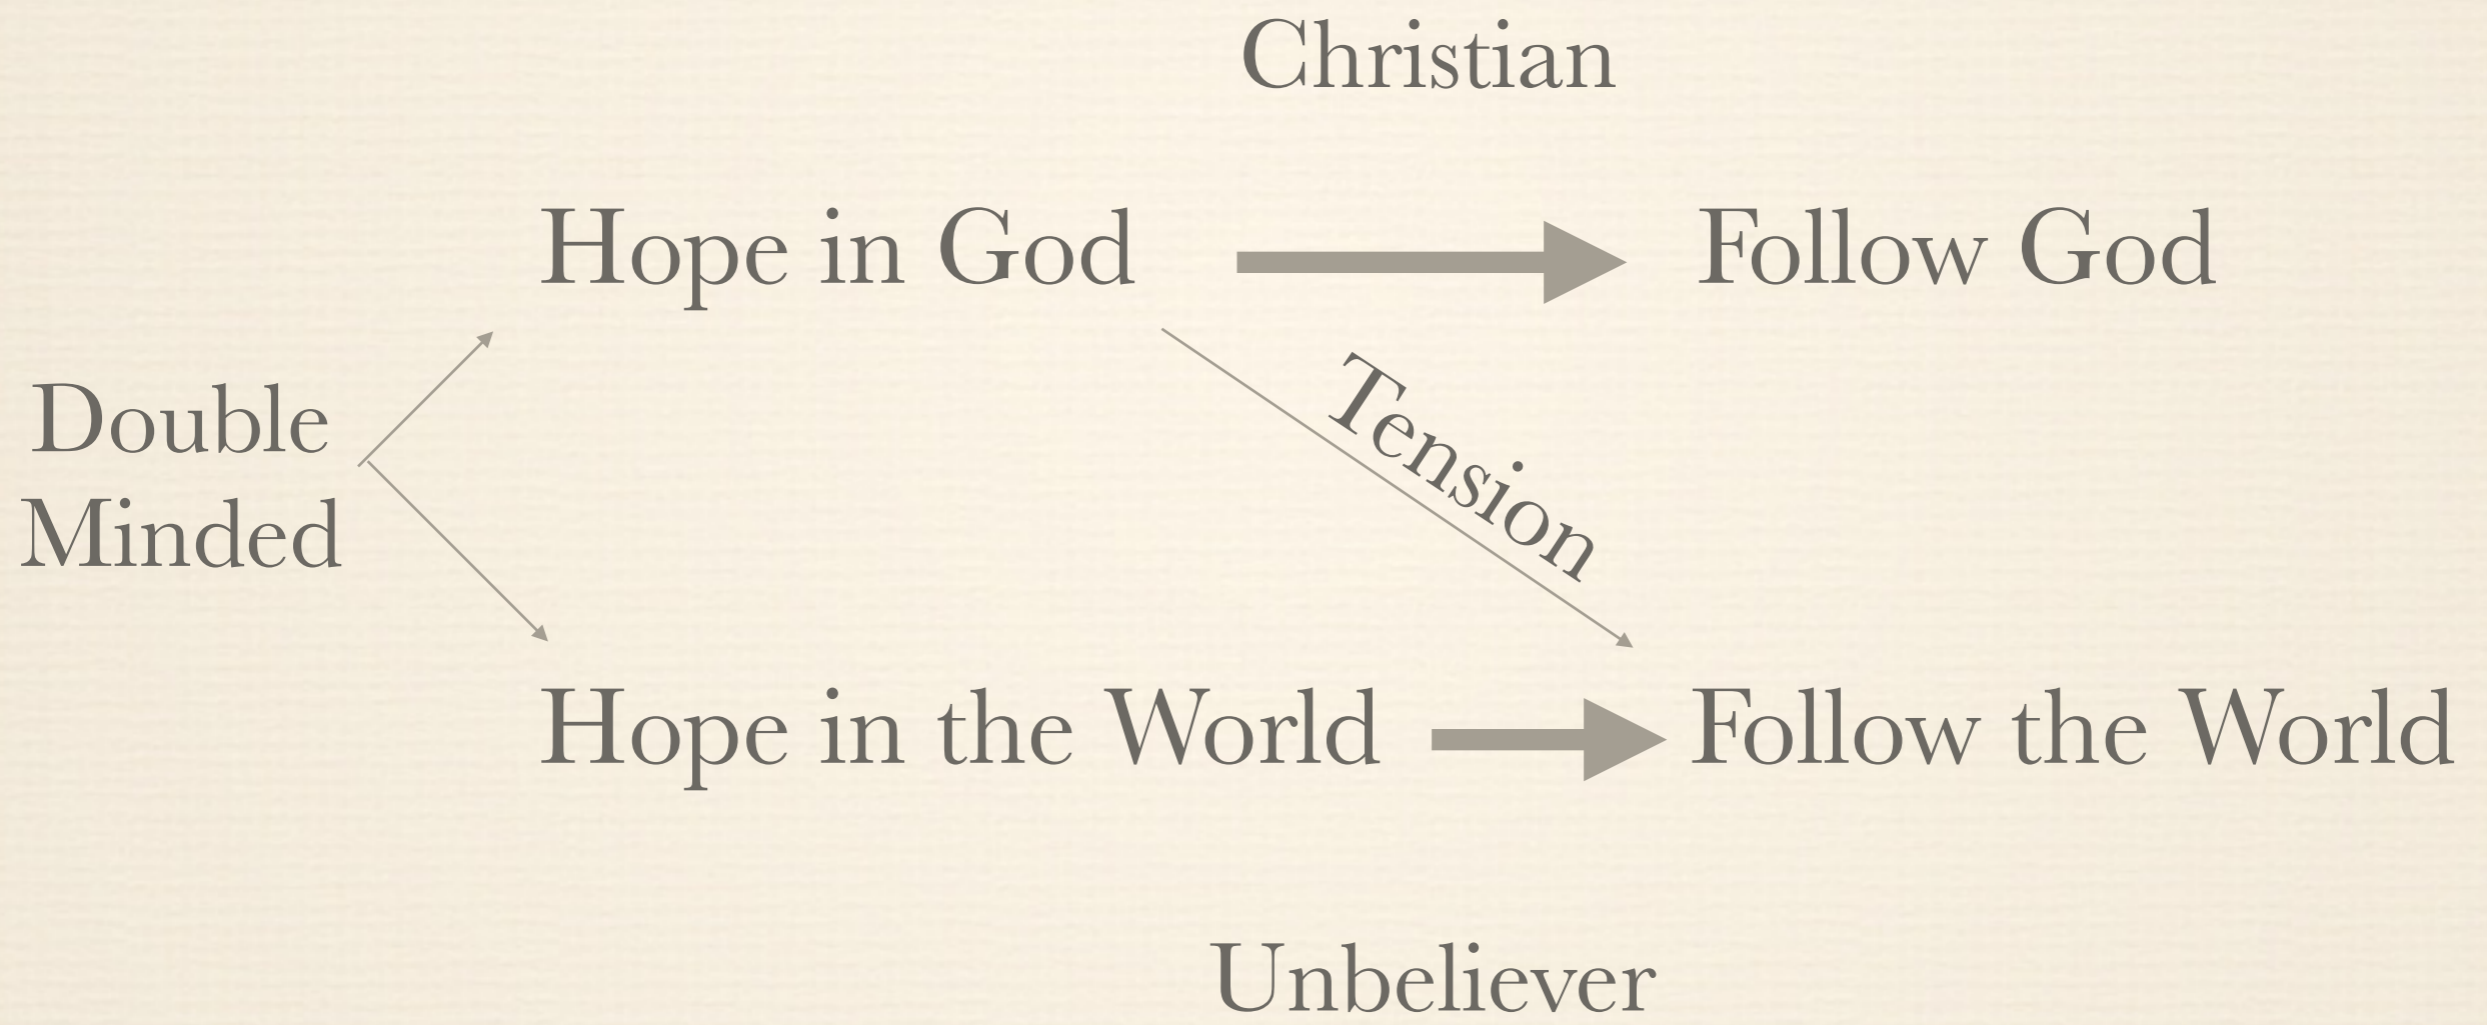 Christian
Hope in God
Follow God
Tension
Double
Minded
Hope in the World
Follow the World
Unbeliever